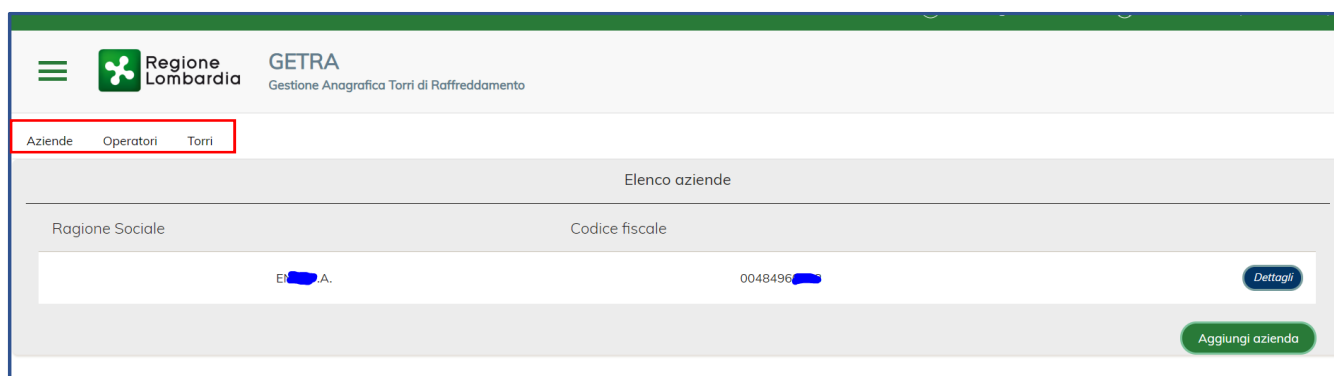 Regione
Lombardia
GETRA
Gestione Anagrafica Torri di Raffreddamento
Aziende Operatori Torri
Elenco aziende
Ragione Sociale Codice fiscale
.A. 0048496 Dettagli
Aggiungi azienda